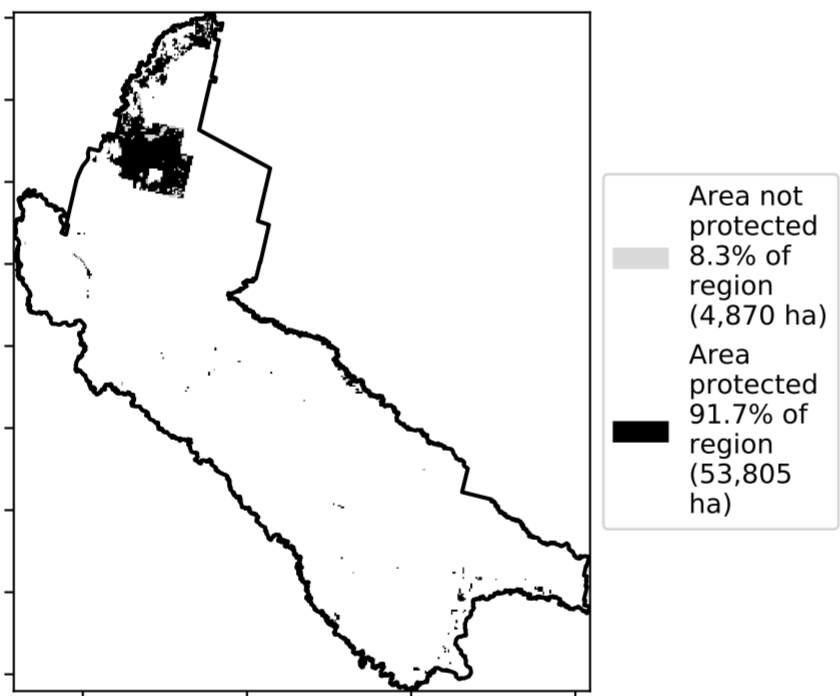 Area not
protected
8.3% of
region
(4,870 ha)
Area
protected
91.7% of
region
(53,805
ha)